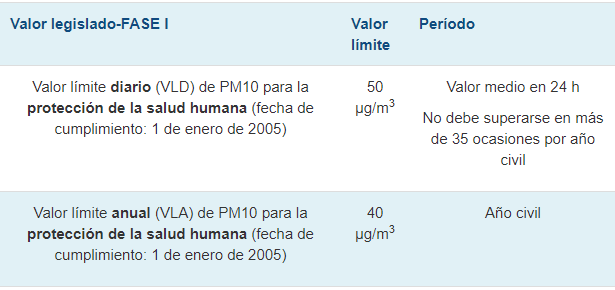 Valor legislado-FASE I
Valor
límite
Período
Valor límite diario (VLD) de PM10 para la
protección de la salud humana (fecha de
cumplimiento: 1 de enero de 2005)
50
µg/m³
Valor medio en 24 h
No debe superarse en más
de 35 ocasiones por año
civil
Valor límite anual (VLA) de PM10 para la
protección de la salud humana (fecha de
cumplimiento: 1 de enero de 2005)
40
µg/m³
Año civil